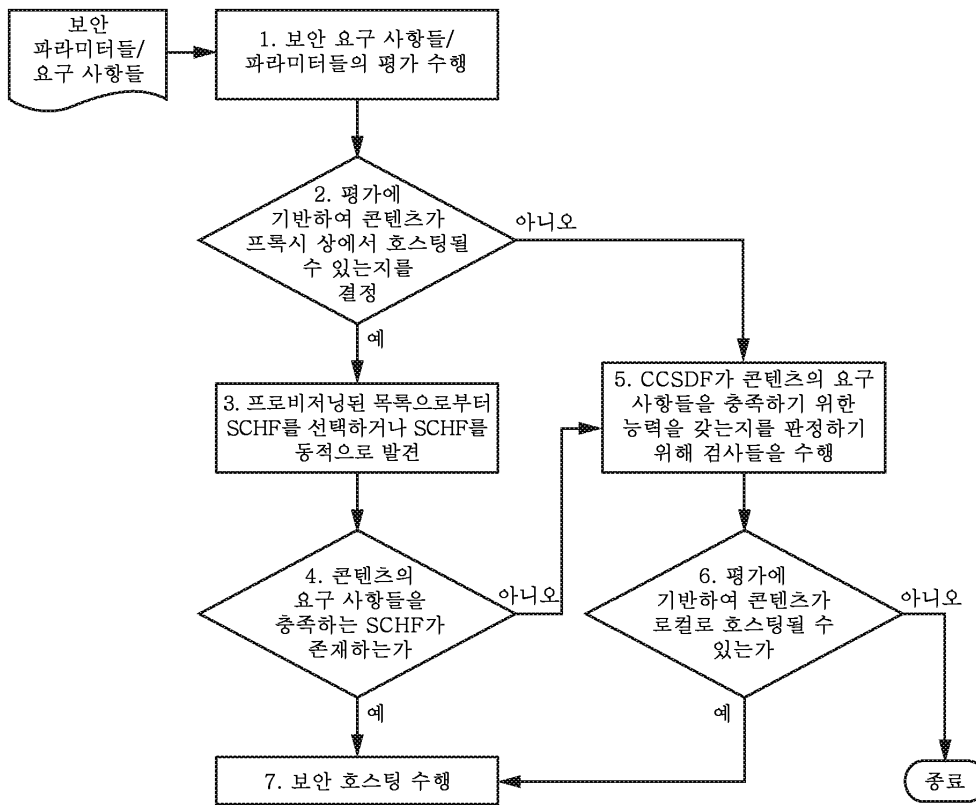 보안
파라미터들/
요구 사항들
1. 보안 요구 사항들/
파라미터들의 평가 수행
2. 평가에
기반하여 콘텐츠가
프록시 상에서 호스팅될
수 있는지를
결정
아니오
예
3. 프로비저닝된 목록으로부터
SCHF를 선택하거나 SCHF를
동적으로 발견
5. CCSDF가 콘텐츠의 요구
사항들을 충족하기 위한
능력을 갖는지를 판정하기
위해 검사들을 수행
4. 콘텐츠의
요구 사항들을
충족하는 SCHF가
존재하는가
아니오
예
6. 평가에
기반하여 콘텐츠가
로컬로 호스팅될 수
있는가
아니오
예
7. 보안 호스팅 수행
종료